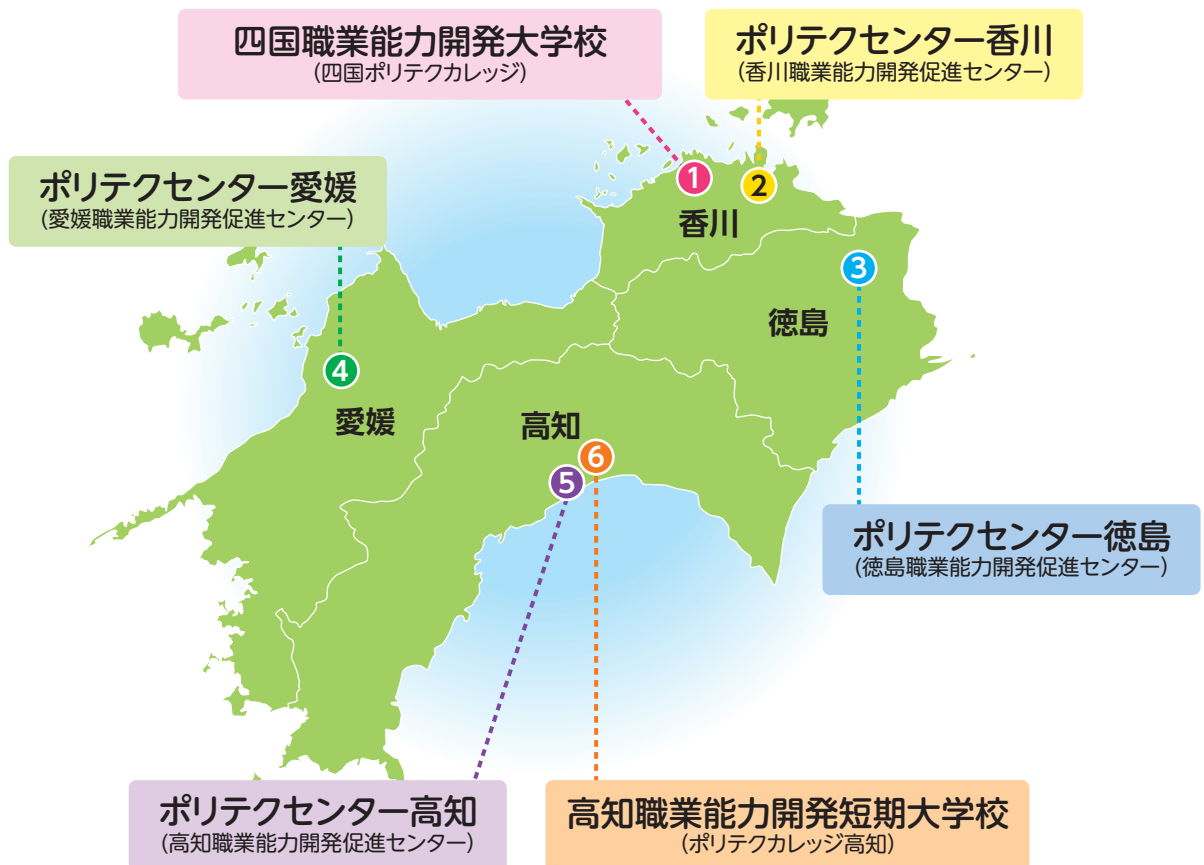 四国職業能力開発大学校
(四国ポリテクカレッジ)
ポリテクセンター香川
(香川職業能力開発促進センター)
ポリテクセンター愛媛
(愛媛職業能力開発促進センター)
1
2
香川
3
徳島
4
愛媛
高知
6
5
ポリテクセンター徳島
(徳島職業能力開発促進センター)
ポリテクセンター高知
(高知職業能力開発促進センター)
高知職業能力開発短期大学校
(ポリテクカレッジ高知)